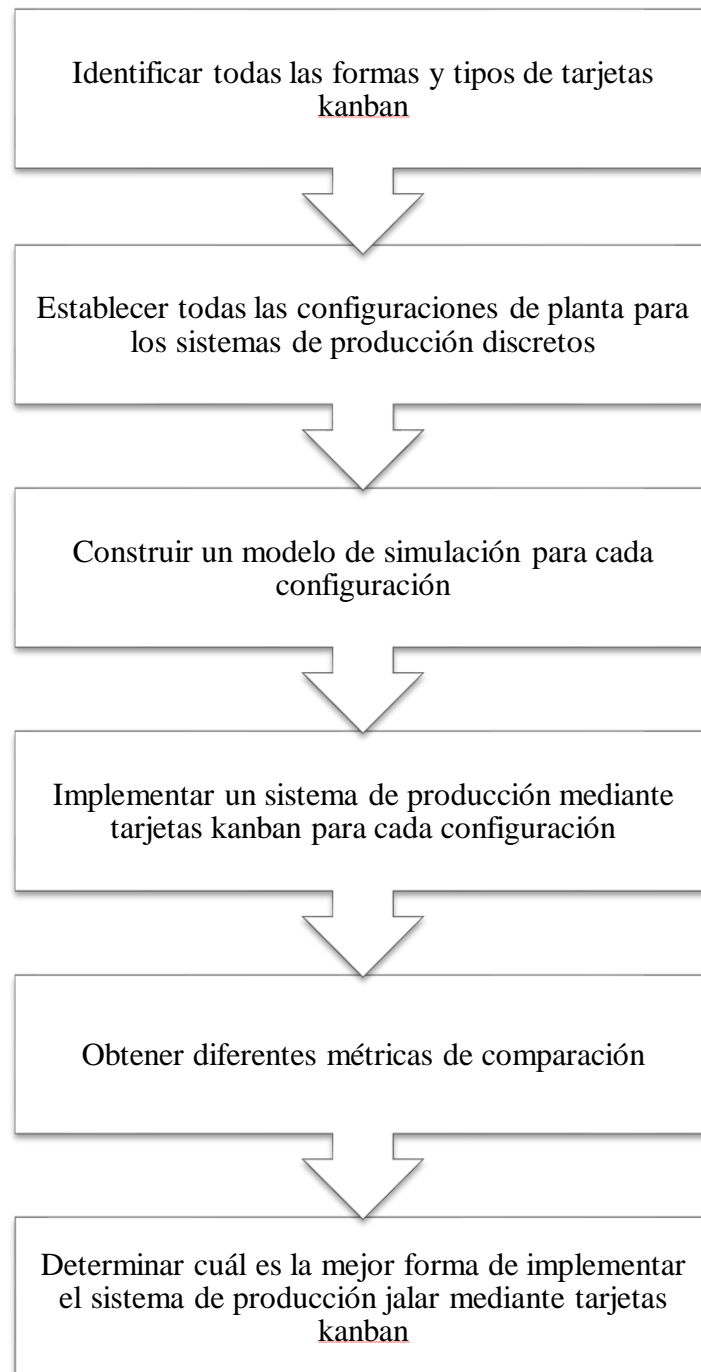 Identificar todas las formas y tipos de tarjetas
kanban
Establecer todas las configuraciones de planta para
los sistemas de producción discretos
Construir un modelo de simulación para cada
configuración
Implementar un sistema de producción mediante
tarjetas kanban para cada configuración
Obtener diferentes métricas de comparación
Determinar cuál es la mejor forma de implementar
el sistema de producción jalar mediante tarjetas
kanban